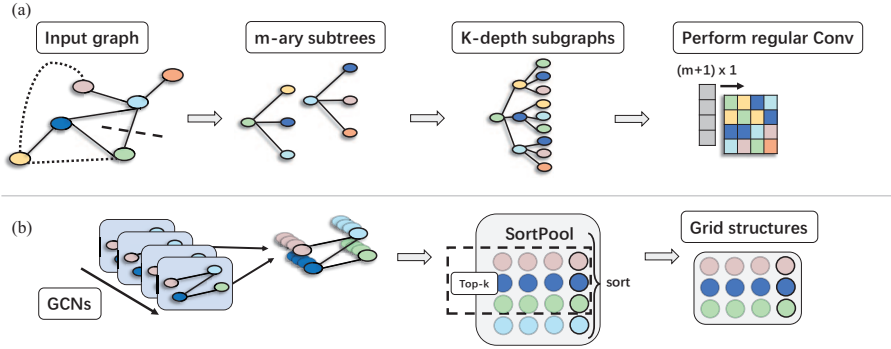 (a)
Input graph
m-ary subtrees
K-depth subgraphs
Perform regular Conv
(m+1) x 1
(b)
GCNs
SortPool
Top-k
sort
Grid structures